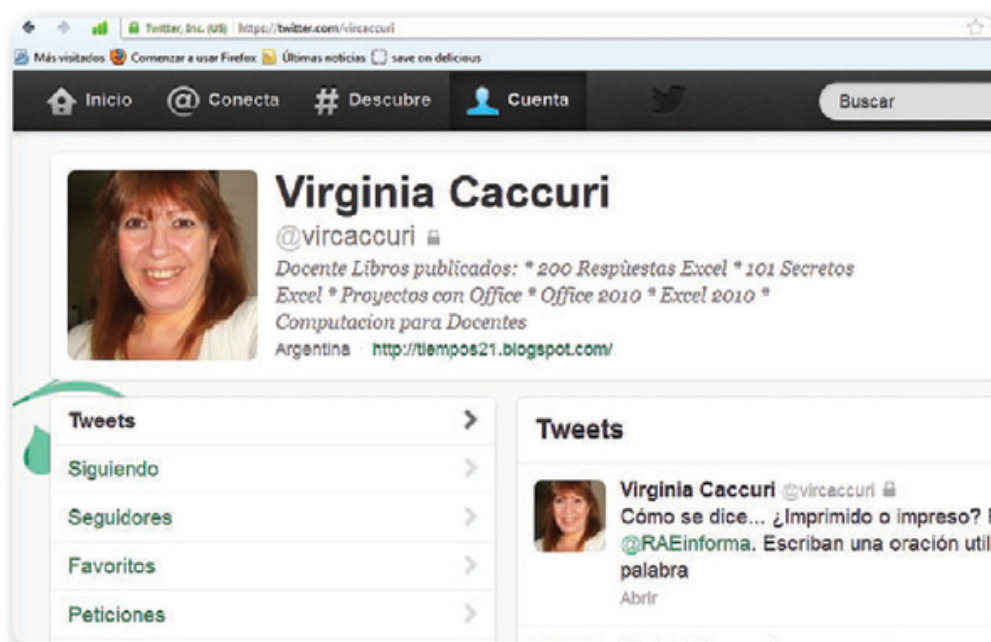 Twitter, Inc. (US) https://twitter.com/vircaccuri
Más visitados Comenzar a usar Firefox Últimas noticias save on delicious
Inicio @ Conecta # Descubre Cuenta Buscar
Virginia Caccuri
@vircaccuri
Docente Libros publicados: * 200 Respuestas Excel * 101 Secretos
Excel * Proyectos con Office * Office 2010 * Excel 2010 *
Computacion para Docentes
Argentina · http://tiempos21.blogspot.com/
Tweets
Siguiendo
Seguidores
Favoritos
Peticiones
Tweets
Virginia Caccuri @vircaccuri
Cómo se dice... ¿Imprimido o impreso?
@RAEinforma. Escriban una oración util
palabra
Abrir